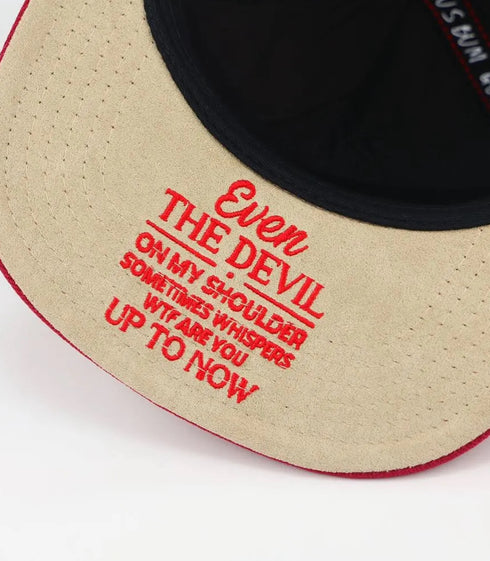 Even
THE DEVIL
ON MY SHOULDER
SOMETIMES WHISPERS
WTF ARE YOU
UP TO NOW